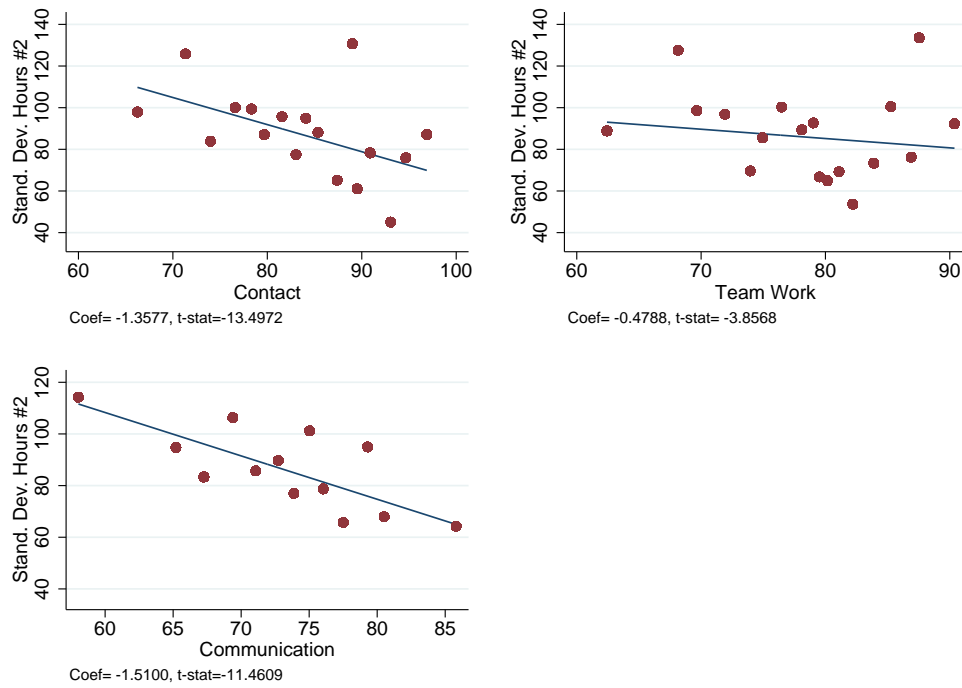 Stand. Dev. Hours #2
140
120
100
80
60
40
60 70 80 90 100
Contact
Coef= -1.3577, t-stat=-13.4972
Stand. Dev. Hours #2
140
120
100
80
60
40
60 70 80 90
Team Work
Coef= -0.4788, t-stat= -3.8568
Stand. Dev. Hours #2
120
100
80
60
40
60 65 70 75 80 85
Communication
Coef= -1.5100, t-stat=-11.4609